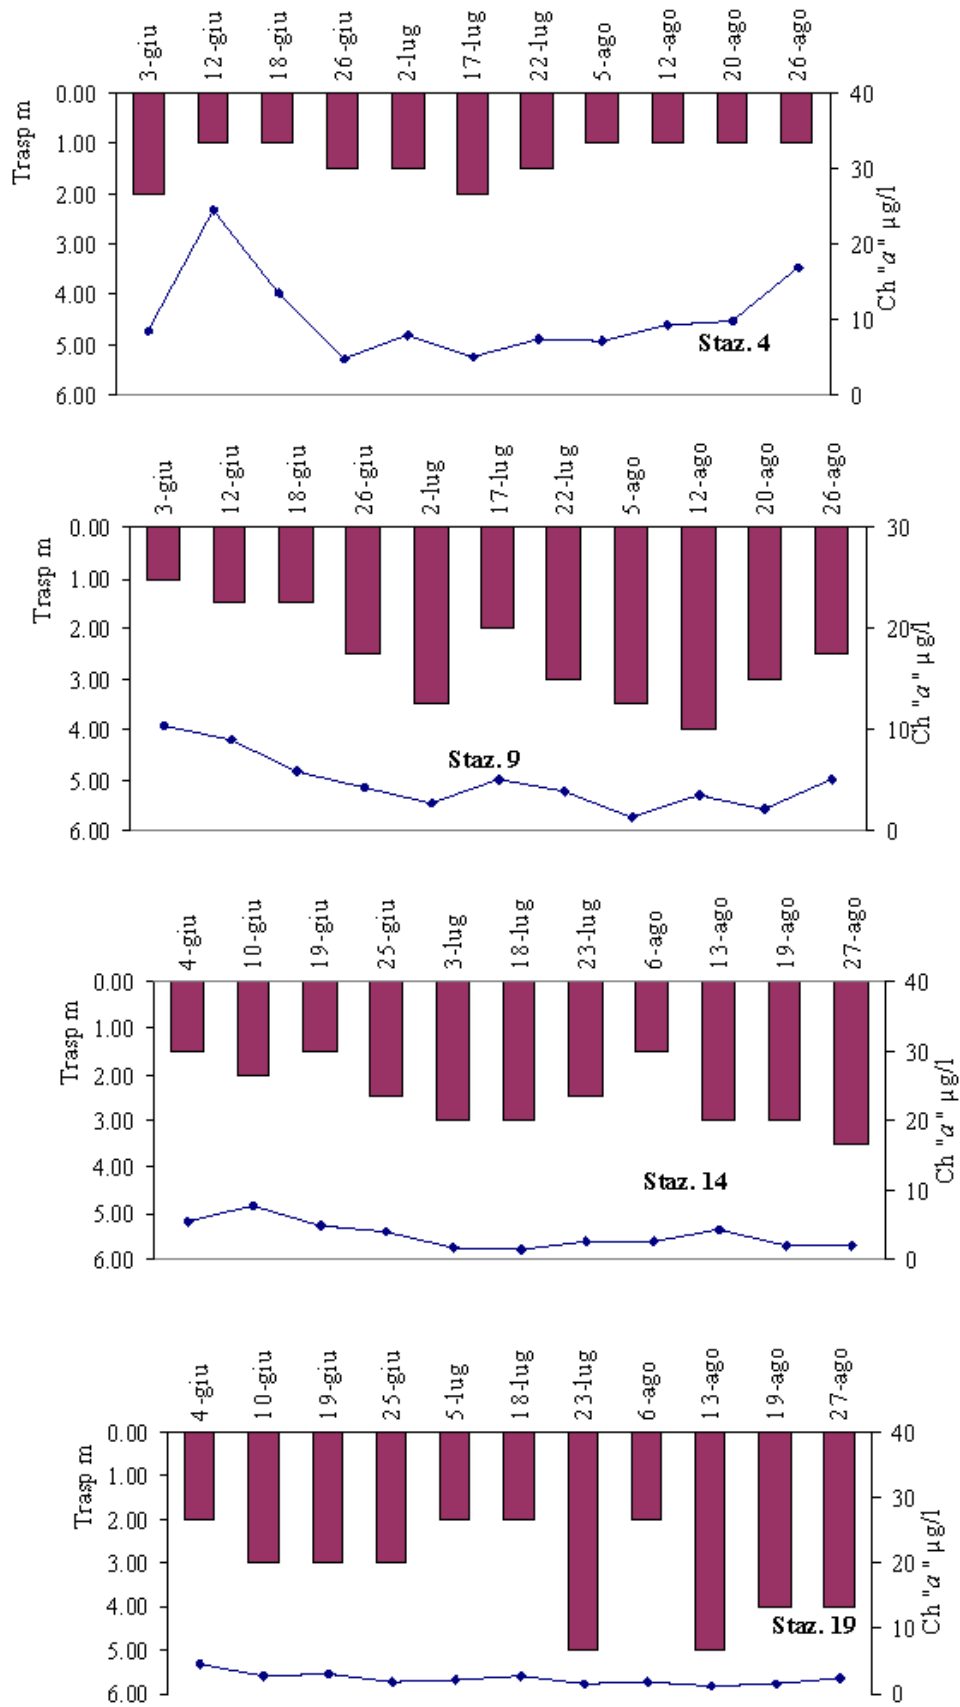 3-giu 12-giu 18-giu 26-giu 2-lug 17-lug 22-lug 5-ago 12-ago 20-ago 26-ago
Trasp m
0.00
1.00
2.00
3.00
4.00
5.00
6.00
40
30
20
10
0
Ch "a" µg/l
Staz. 4
3-giu 12-giu 18-giu 26-giu 2-lug 17-lug 22-lug 5-ago 12-ago 20-ago 26-ago
Trasp m
0.00
1.00
2.00
3.00
4.00
5.00
6.00
30
20
10
0
Ch "a" µg/l
Staz. 9
4-giu 10-giu 19-giu 25-giu 3-lug 18-lug 23-lug 6-ago 13-ago 19-ago 27-ago
Trasp m
0.00
1.00
2.00
3.00
4.00
5.00
6.00
40
30
20
10
0
Ch "a" µg/l
Staz. 14
4-giu 10-giu 19-giu 25-giu 5-lug 18-lug 23-lug 6-ago 13-ago 19-ago 27-ago
Trasp m
0.00
1.00
2.00
3.00
4.00
5.00
6.00
40
30
20
10
0
Ch "a" µg/l
Staz. 19